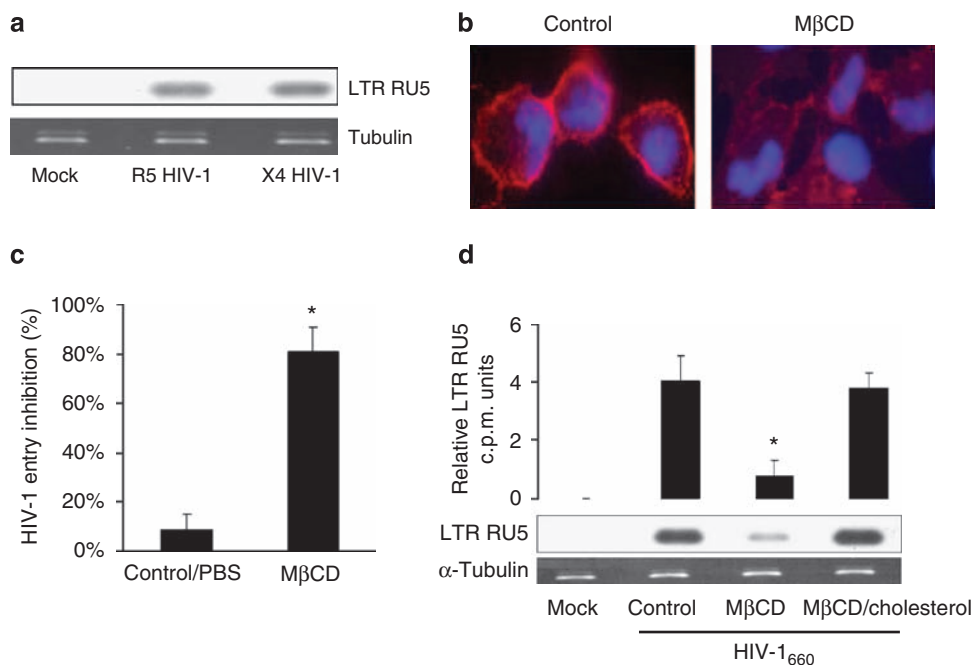 a
LTR RU5
Tubulin
Mock R5 HIV-1 X4 HIV-1
b
Control MβCD
c
HIV-1 entry inhibition (%)
100%
80%
60%
40%
20%
0%
*
Control/PBS MβCD
d
Relative LTR RU5
c.p.m. units
6
4
2
0
*
LTR RU5
α-Tubulin
Mock Control MβCD MβCD/cholesterol
HIV-1660